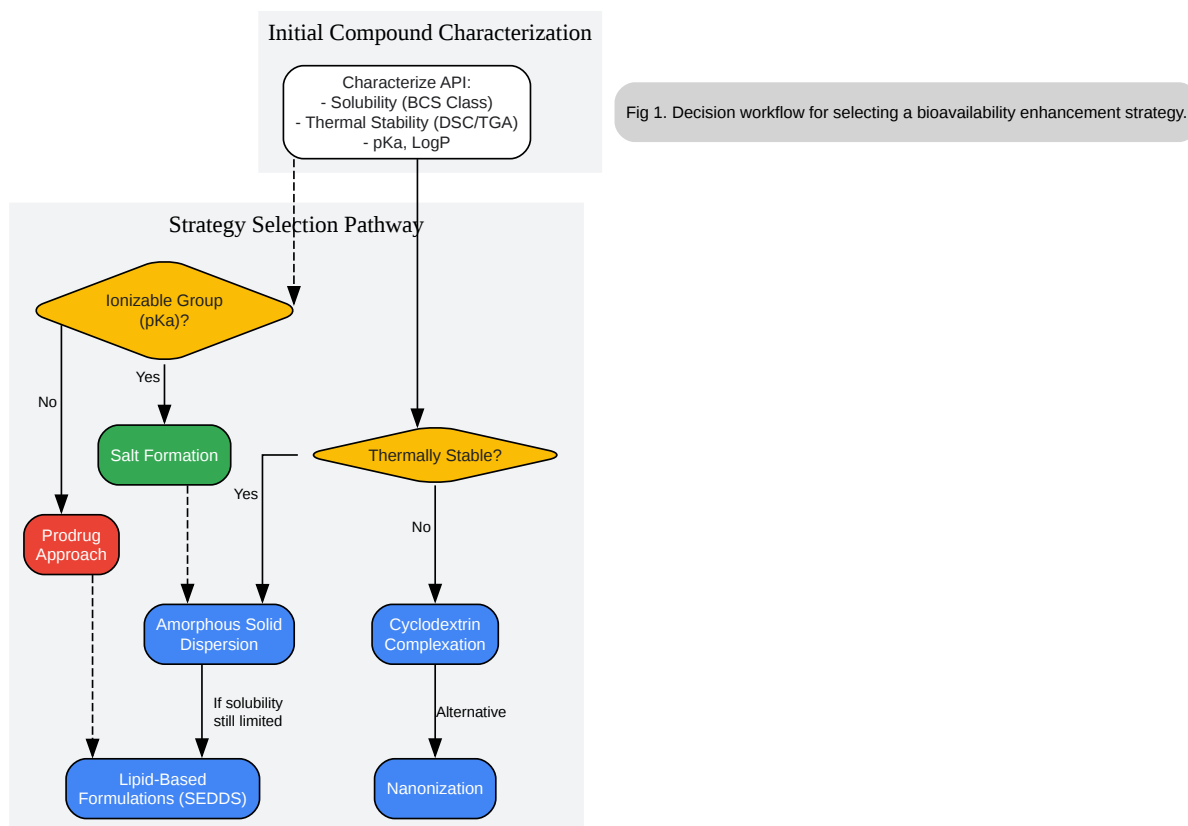 Initial Compound Characterization
Characterize API:
- Solubility (BCS Class)
- Thermal Stability (DSC/TGA)
- pKa, LogP
Fig 1. Decision workflow for selecting a bioavailability enhancement strategy.
Strategy Selection Pathway
Ionizable Group
(pKa)?
Yes
No
Salt Formation
Thermally Stable?
Yes
No
Prodrug
Approach
Amorphous Solid
Dispersion
Cyclodextrin
Complexation
If solubility
still limited
Alternative
Lipid-Based
Formulations (SEDDS)
Nanonization